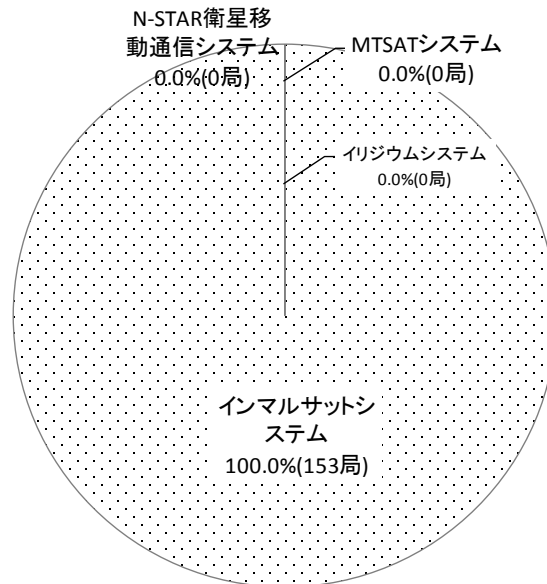 N-STAR衛星移
動通信システム
0.0%(0局)
MTSATシステム
0.0%(0局)
イリジウムシステム
0.0%(0局)
インマルサットシ
ステム
100.0%(153局)